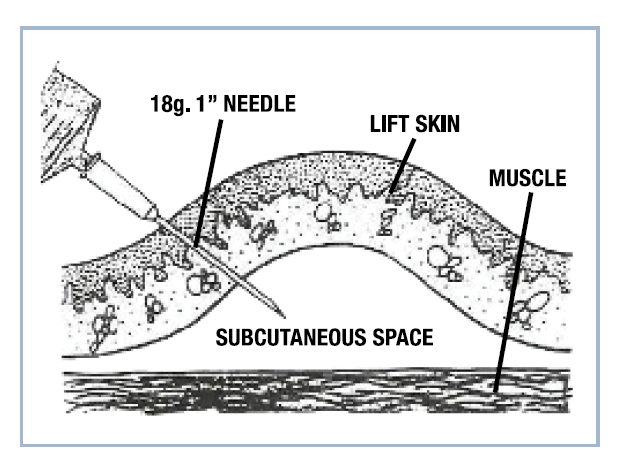 18g. 1” NEEDLE
LIFT SKIN
MUSCLE
SUBCUTANEOUS SPACE